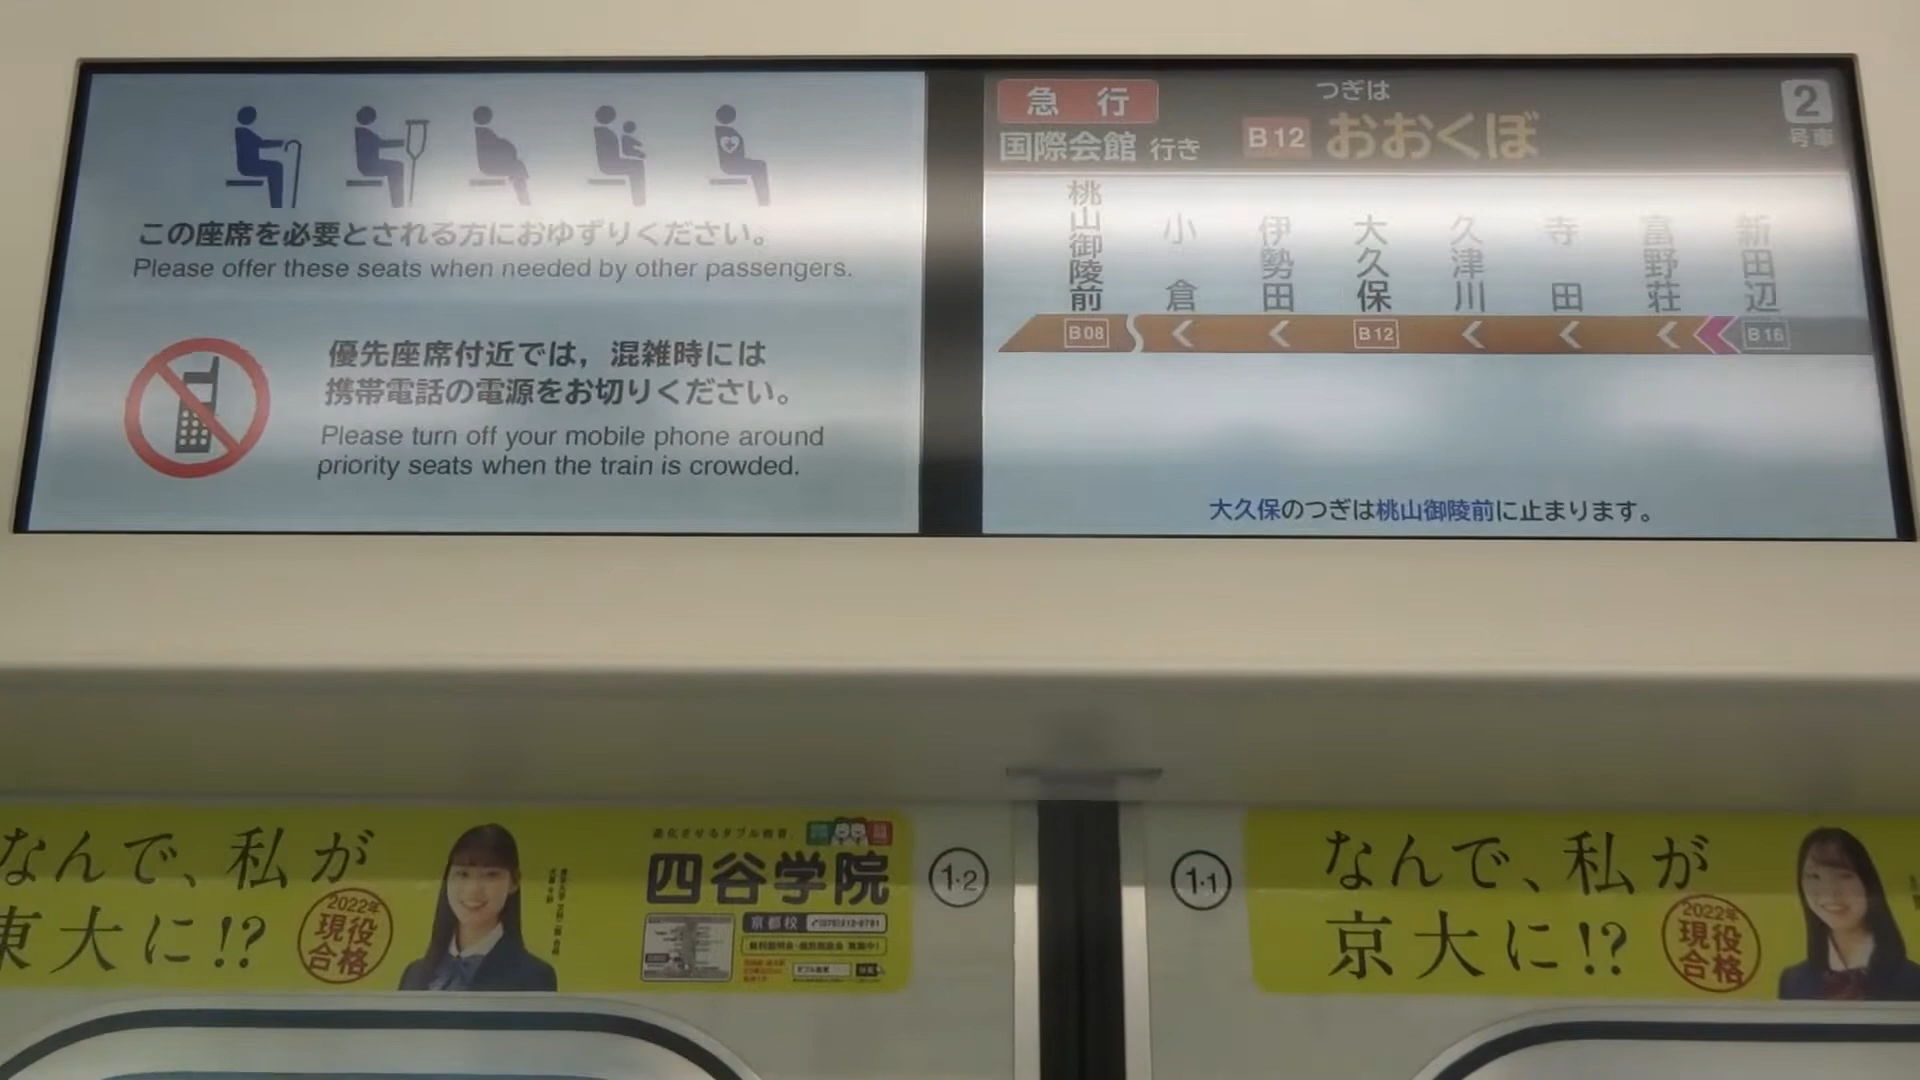 この座席を必要とされる方におゆずりください。
Please offer these seats when needed by other passengers.
優先座席付近では，混雑時には
携帯電話の電源をお切りください。
Please turn off your mobile phone around
priority seats when the train is crowded.
急 行
国際会館 行き
つぎは
B12 おおくぼ
2
号車
桃山御陵前
小倉
伊勢田
大久保
久津川
寺田
富野荘
新田辺
B08
B12
B16
大久保のつぎは桃山御陵前に止まります。
なんで、私が
東大に!?
2022年
現役
合格
四谷学院
京都校
1·2
1·1
なんで、私が
京大に!?
2022年
現役
合格